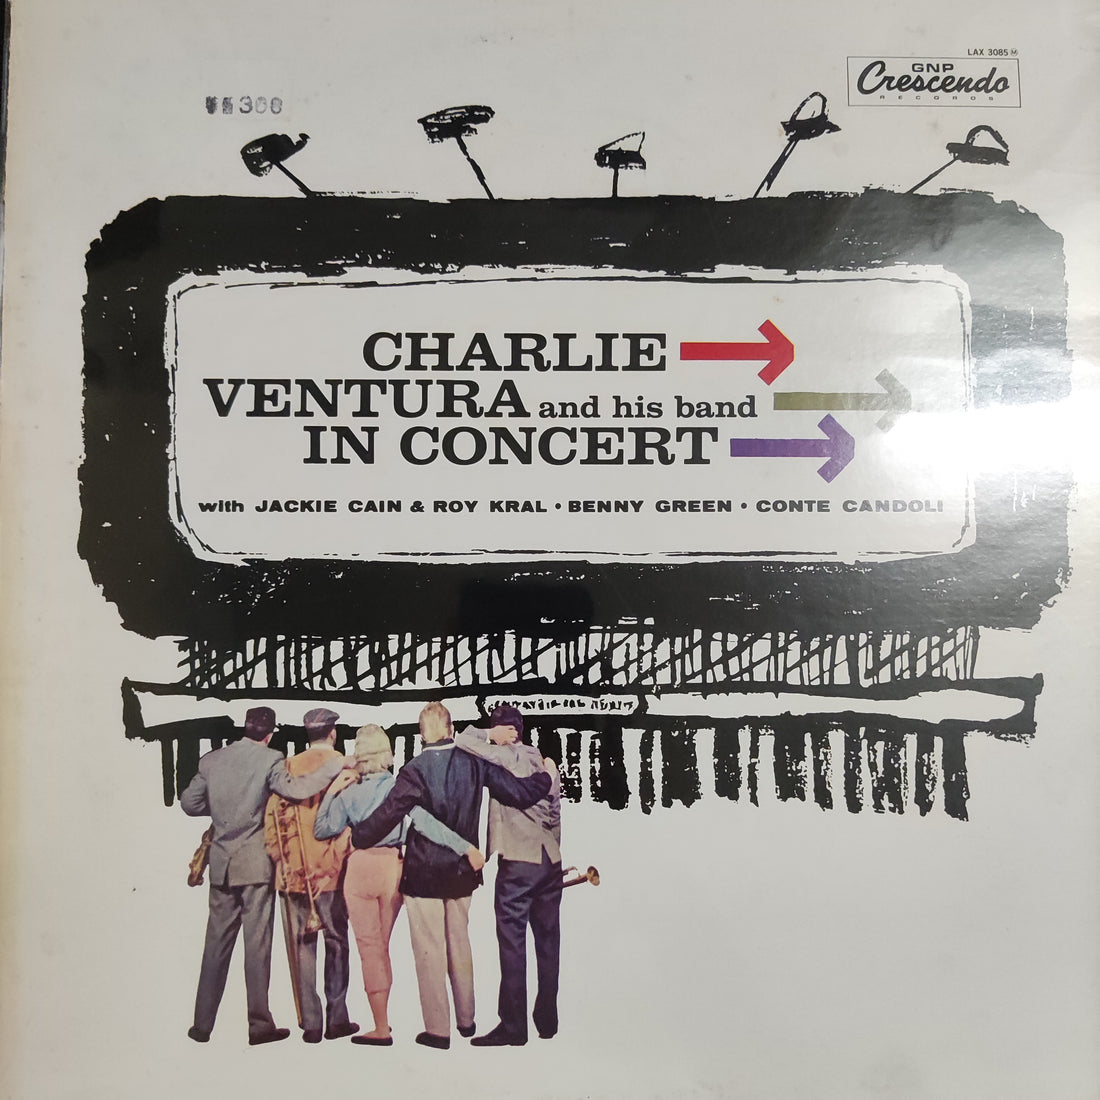 LAX 3085 M
GNP
Crescendo
RECORDS
CHARLIE
VENTURA and his band
IN CONCERT
with JACKIE CAIN & ROY KRAL • BENNY GREEN • CONTE CANDOLI